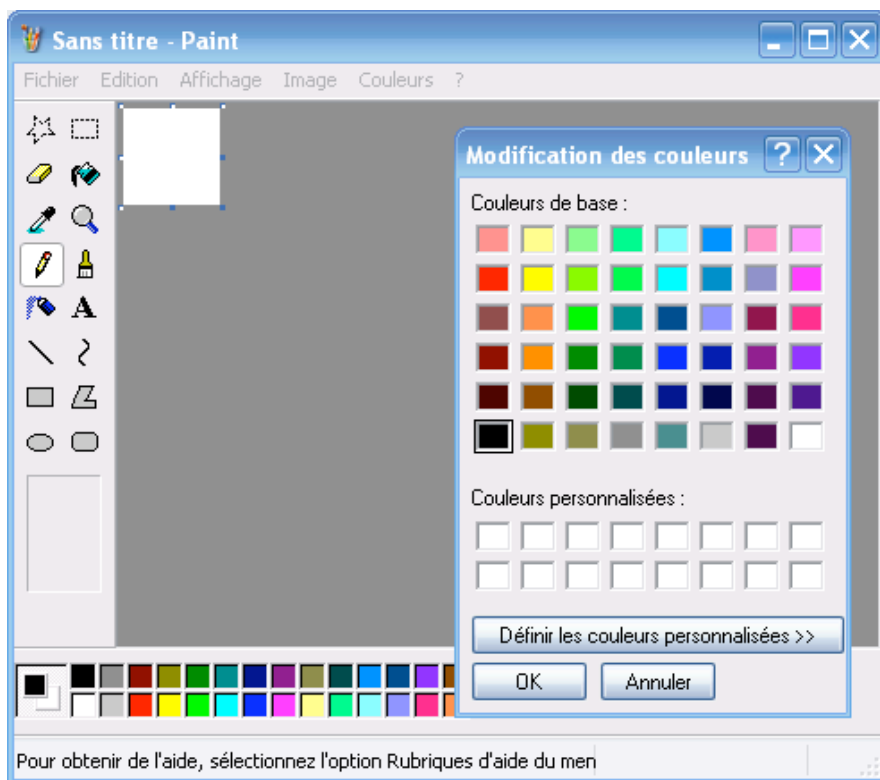 Sans titre - Paint
Fichier Edition Affichage Image Couleurs ?
A
Modification des couleurs ?
Couleurs de base :
Couleurs personnalisées :
Définir les couleurs personnalisées >>
OK Annuler
Pour obtenir de l'aide, sélectionnez l'option Rubriques d'aide du men